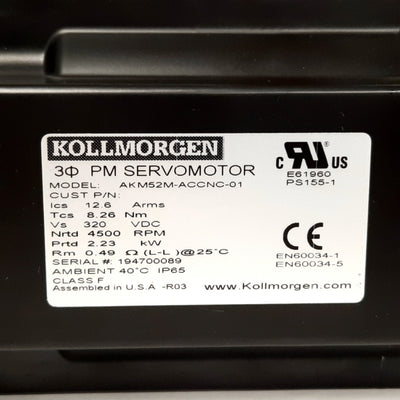 KOLLMORGEN
3Φ PM SERVOMOTOR
MODEL: AKM52M-ACCNC-01
CUST P/N:
Ics 12.6 Arms
Tcs 8.26 Nm
Vs 320 VDC
Nrtd 4500 RPM
Prtd 2.23 kW
Rm 0.49 Ω (L-L)@25°C
SERIAL #: 194700089
AMBIENT 40°C IP65
CLASS F
Assembled in U.S.A -R03
C RU US
E61960
PS155-1
CE
EN60034-1
EN60034-5
www.Kollmorgen.com